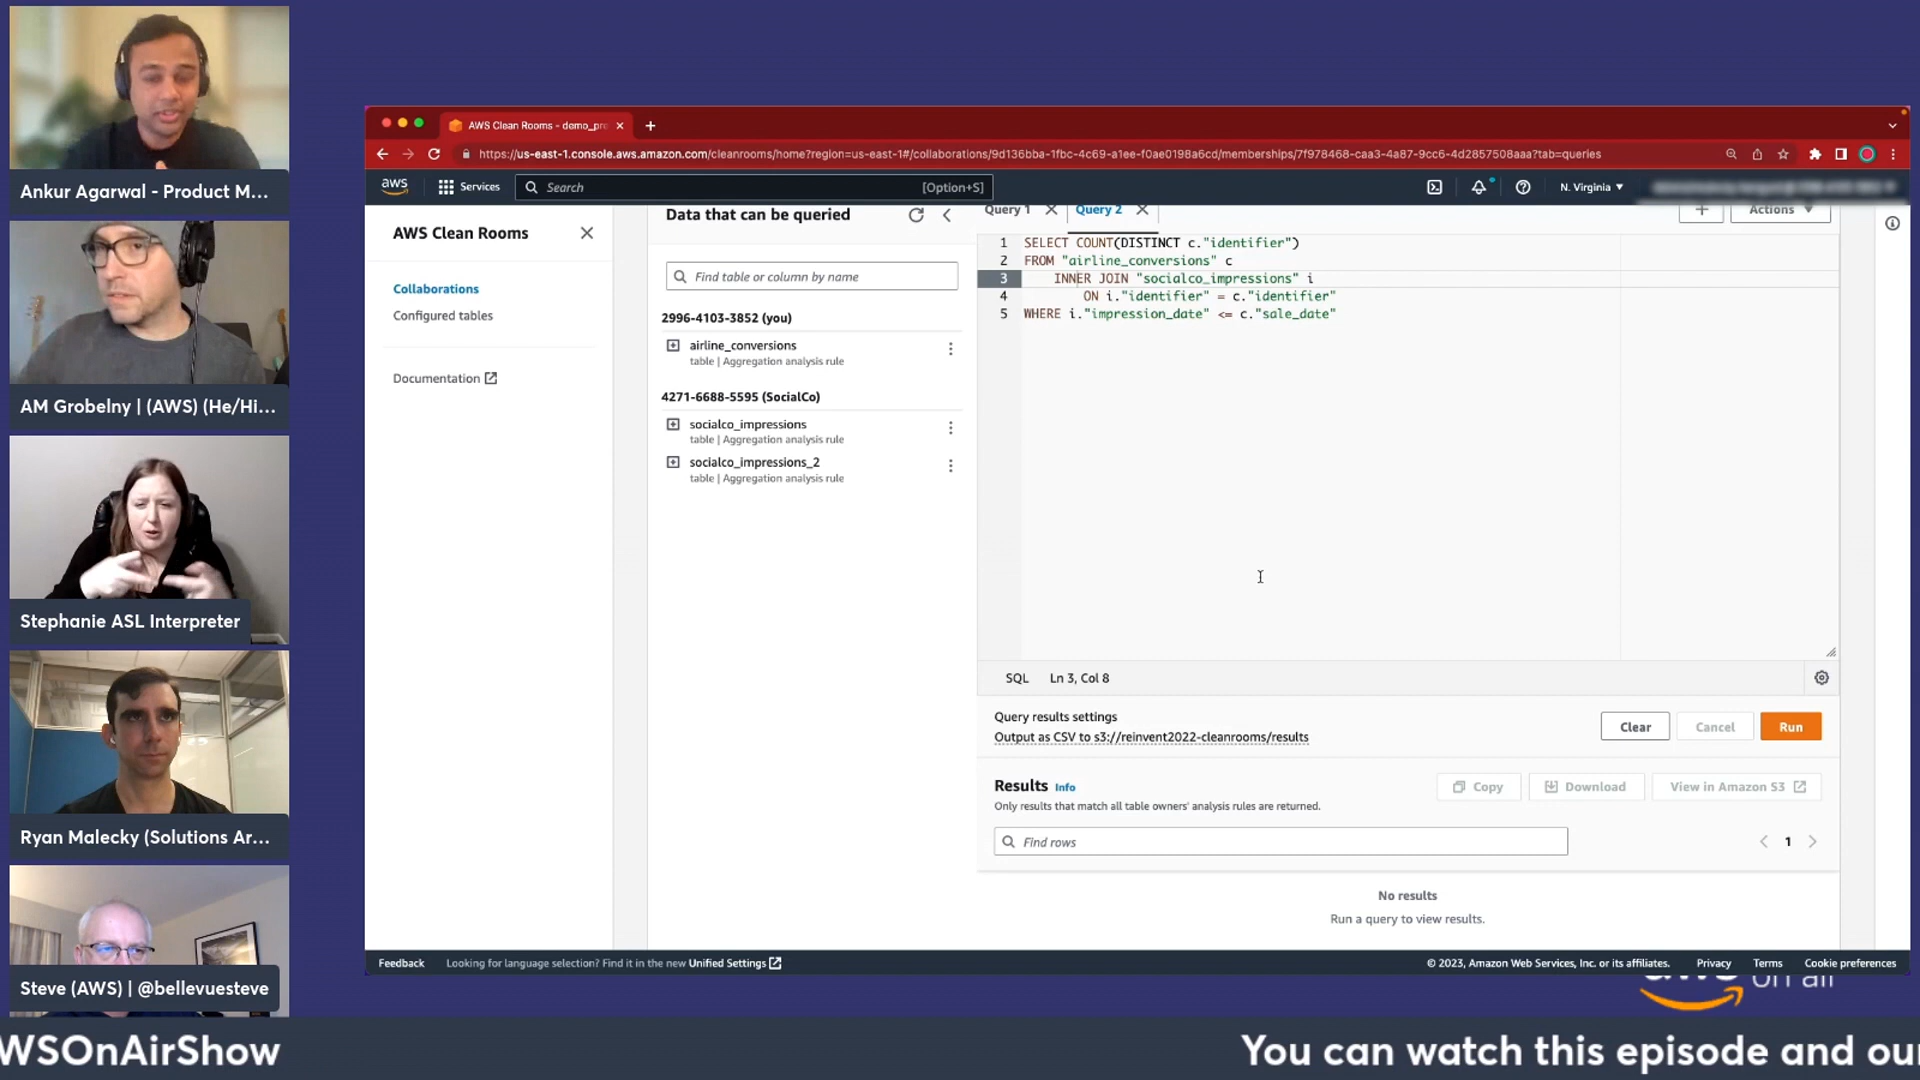 Ankur Agarwal - Product M...
AM Grobelny | (AWS) (He/Hi...
Stephanie ASL Interpreter
Ryan Malecky (Solutions Ar...
Steve (AWS) | @bellevuesteve
AWS Clean Rooms - demo_pr
https://us-east-1.console.aws.amazon.com/cleanrooms/home?region=us-east-1#/collaborations/9d136bba-1fbc-4c69-a1ee-f0ae0198a6cd/memberships/7f978468-caa3-4a87-9cc6-4d2857508aaa?tab=queries
aws
Services
Search
[Option+S]
N. Virginia
AWS Clean Rooms
Collaborations
Configured tables
Documentation
Data that can be queried
Find table or column by name
2996-4103-3852 (you)
airline_conversions
table | Aggregation analysis rule
4271-6688-5595 (SocialCo)
socialco_impressions
table | Aggregation analysis rule
socialco_impressions_2
table | Aggregation analysis rule
Query 1
Query 2
Actions
1 SELECT COUNT(DISTINCT c."identifier")
2 FROM "airline_conversions" c
3 INNER JOIN "socialco_impressions" i
4 ON i."identifier" = c."identifier"
5 WHERE i."impression_date" <= c."sale_date"
SQL Ln 3, Col 8
Query results settings
Output as CSV to s3://reinvent2022-cleanrooms/results
Clear
Cancel
Run
Results Info
Only results that match all table owners' analysis rules are returned.
Copy
Download
View in Amazon S3
Find rows
1
No results
Run a query to view results.
Feedback
Looking for language selection? Find it in the new Unified Settings
© 2023, Amazon Web Services, Inc. or its affiliates.
Privacy
Terms
Cookie preferences
aws on air
WSOnAirShow
You can watch this episode and ou